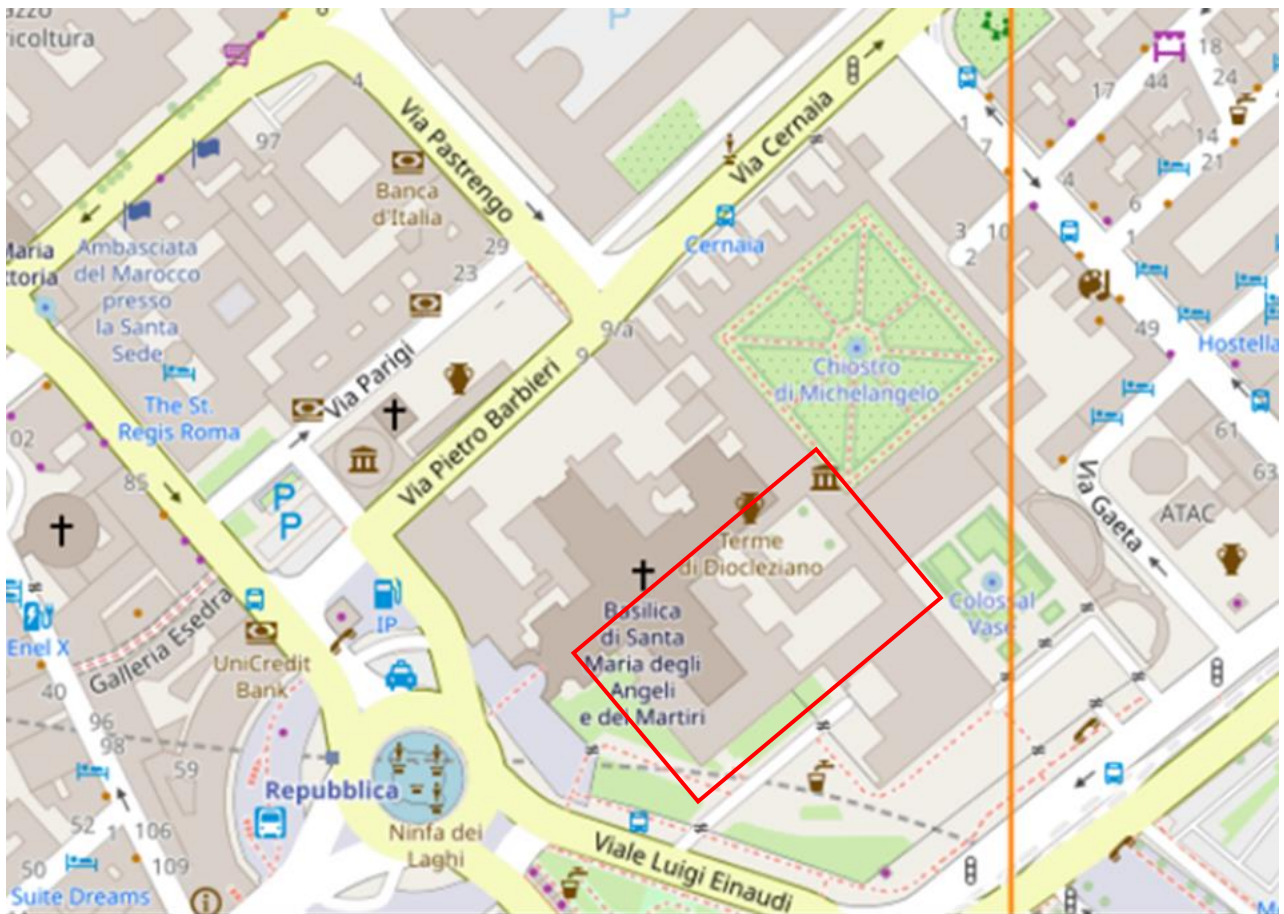 ricoltura
4
18
24
17
44
97
Via Pastrengo
Via Cernaia
14
21
1
7
Banca
d'Italia
4
6
Cernaia
3
10
1
2
29
23
Maria
Ambasciata
del Marocco
presso
la Santa
Sede
9/a
9
49
Hostella
Chiostro
di Michelangelo
Via Parigi
The St.
Regis Roma
Via Pietro Barbieri
02
61
63
85
Via Gaeta
ATAC
P
P
P
Terme
di Diocleziano
Basilica
di Santa
Maria degli
Angeli
e dei Martiri
Colossal
Vase
IP
Enel X
Galleria Esedra
UniCredit
Bank
40
96
98
59
Repubblica
Ninfa dei
Laghi
52
1
106
109
50
Suite Dreams
Viale Luigi Einaudi